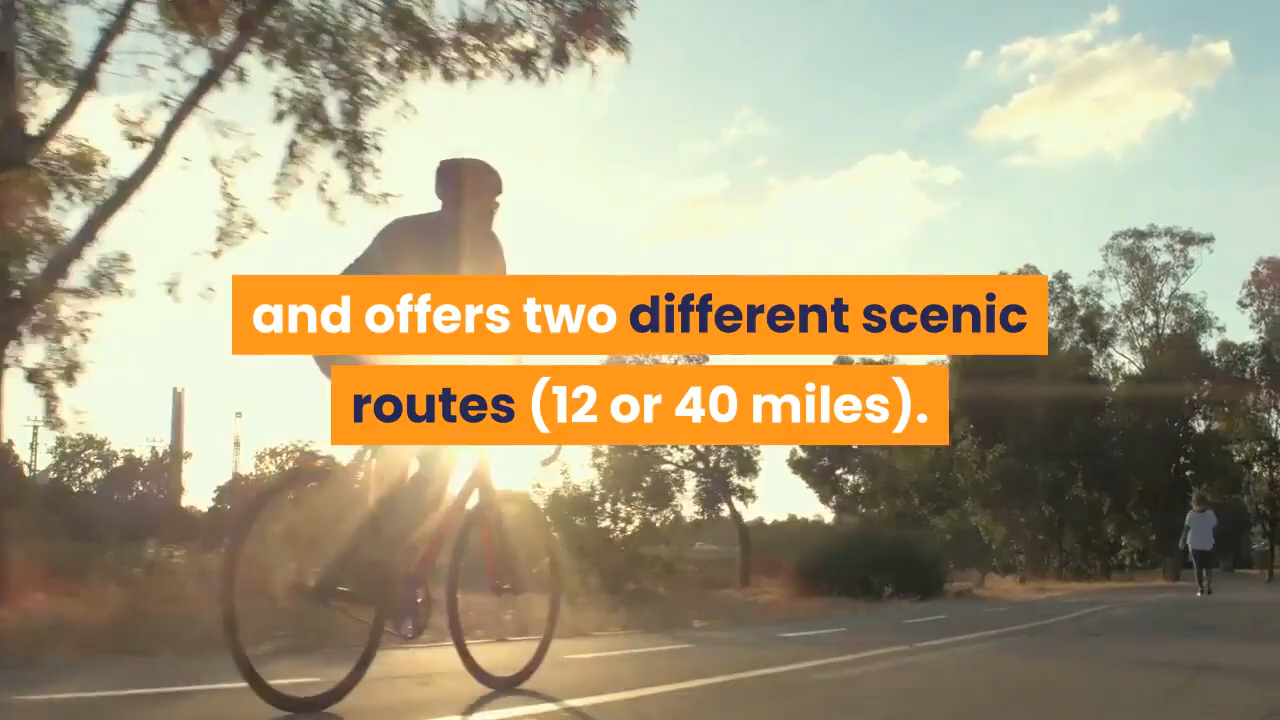 and offers two different scenic
routes (12 or 40 miles).